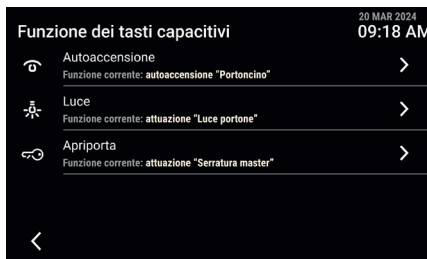 20 MAR 2024
Funzione dei tasti capacitivi
09:18 AM
Autoaccensione
Funzione corrente: autoaccensione "Portoncino"
Luce
Funzione corrente: attuazione "Luce portone"
Apriporta
Funzione corrente: attuazione "Serratura master"